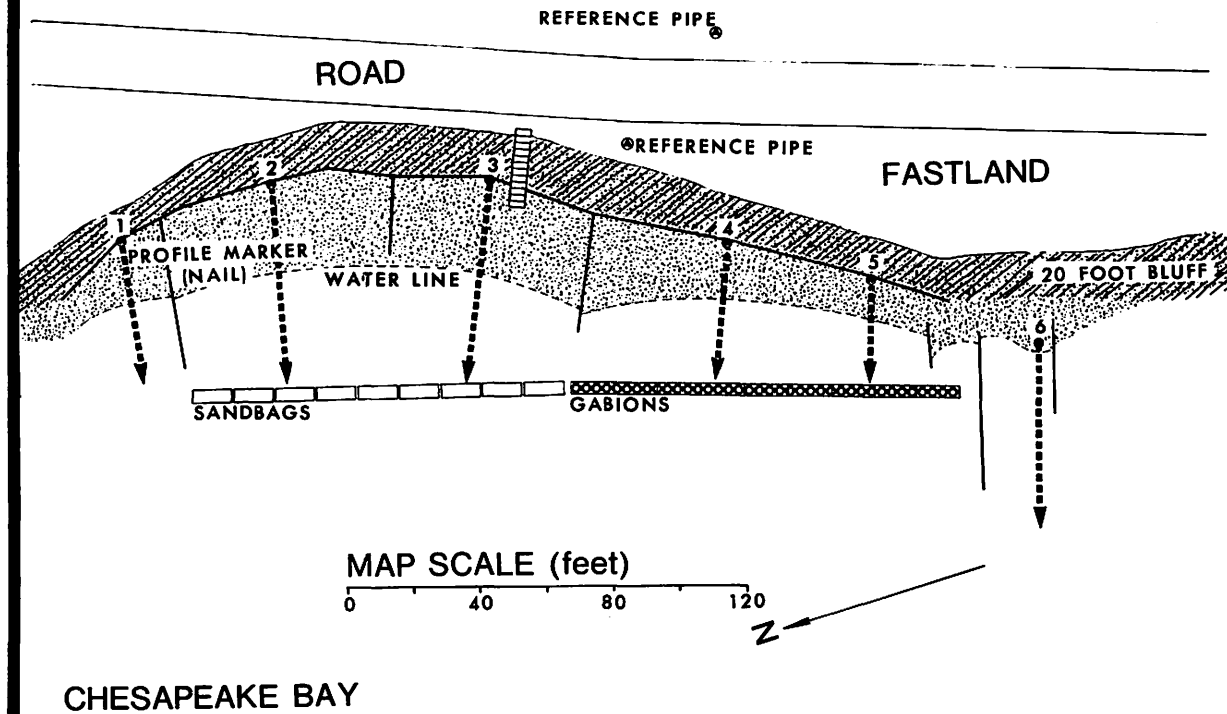 REFERENCE PIPE
ROAD
REFERENCE PIPE
FASTLAND
2
3
1
4
5
6
PROFILE MARKER
(NAIL)
WATER LINE
20 FOOT BLUFF
SANDBAGS
GABIONS
MAP SCALE (feet)
0 40 80 120
N
CHESAPEAKE BAY